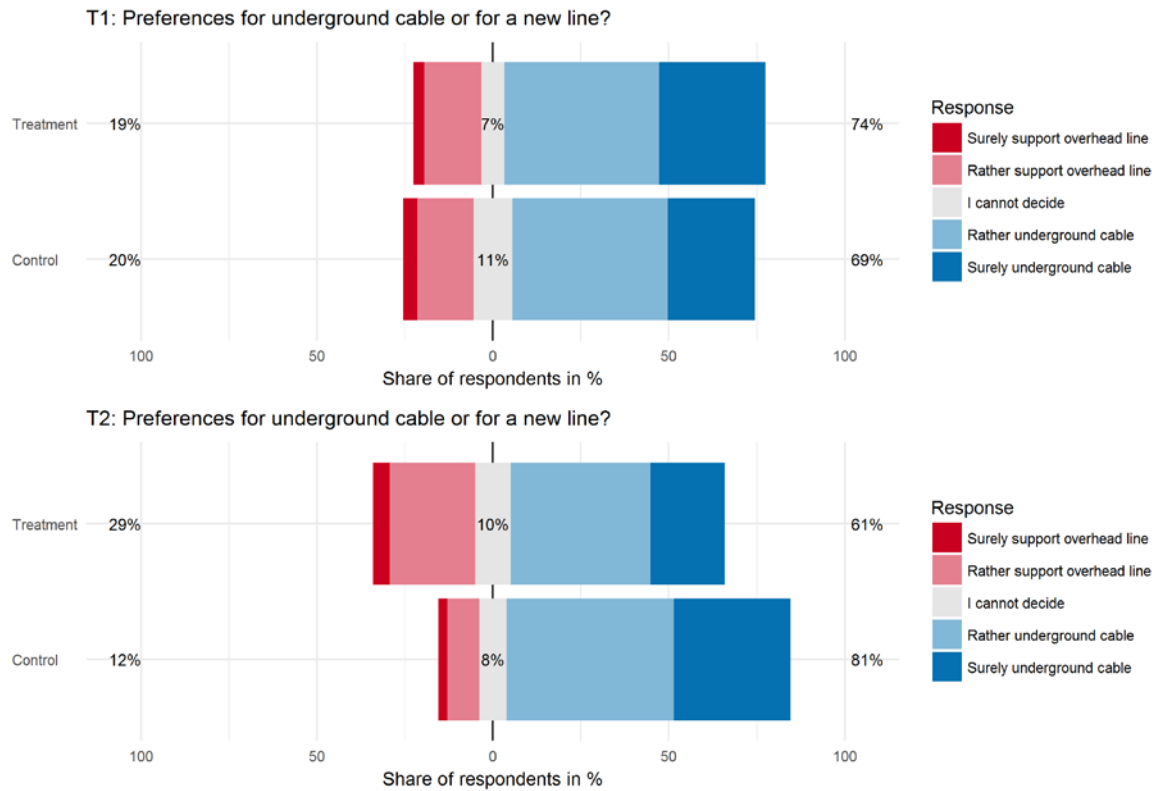 T1: Preferences for underground cable or for a new line?
Treatment 19% 7% 74%
Control 20% 11% 69%
100 50 0 50 100
Share of respondents in %
Response
Surely support overhead line
Rather support overhead line
I cannot decide
Rather underground cable
Surely underground cable
T2: Preferences for underground cable or for a new line?
Treatment 29% 10% 61%
Control 12% 8% 81%
100 50 0 50 100
Share of respondents in %
Response
Surely support overhead line
Rather support overhead line
I cannot decide
Rather underground cable
Surely underground cable